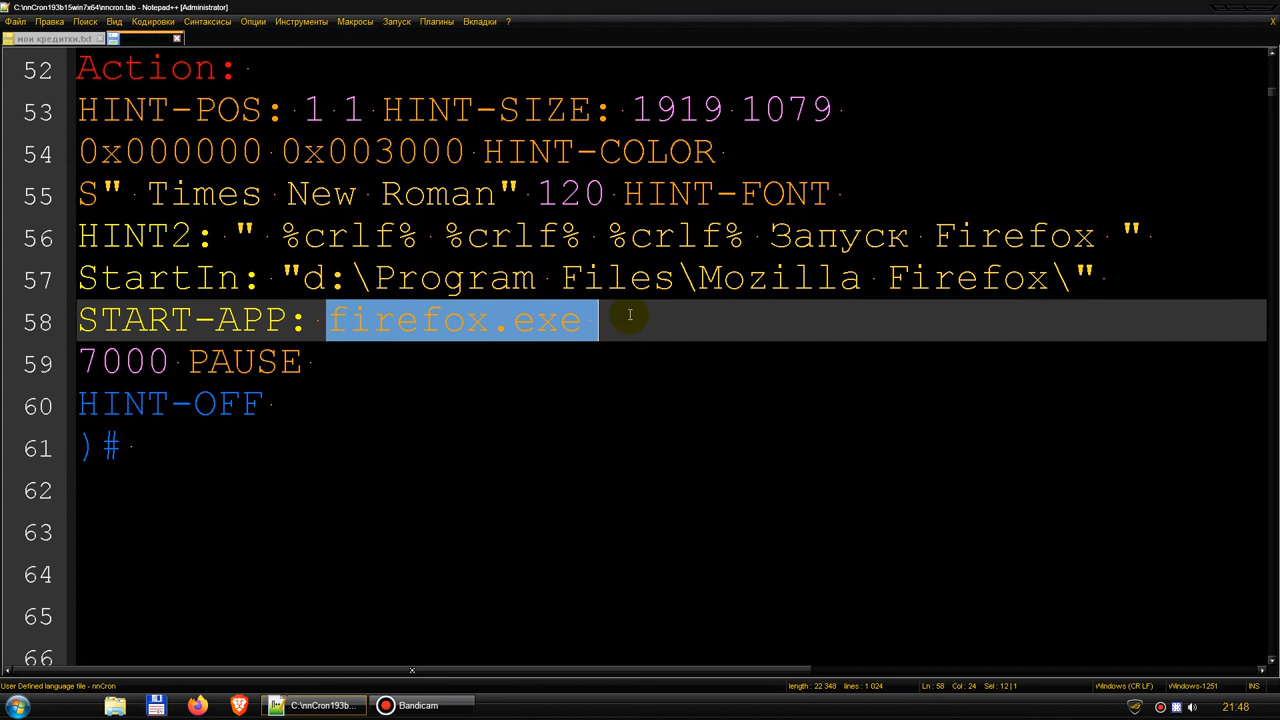 C:\nnCron193b15win7x64\nncron.tab - Notepad++ [Administrator]
Файл Правка Поиск Вид Кодировки Синтаксисы Опции Инструменты Макросы Запуск Плагины Вкладки ? X
мои кредитки.txt
52 Action:
53 HINT-POS: 1 1 HINT-SIZE: 1919 1079
54 0x000000 0x003000 HINT-COLOR
55 S" Times New Roman" 120 HINT-FONT
56 HINT2: " %crlf% %crlf% %crlf% Запуск Firefox "
57 StartIn: "d:\Program Files\Mozilla Firefox\"
58 START-APP: firefox.exe
59 7000 PAUSE
60 HINT-OFF
61 )#
62
63
64
65
66
User Defined language file - nnCron length : 22 348 lines : 1 024 Ln : 58 Col : 24 Sel : 12 | 1 Windows (CR LF) Windows-1251 INS
C:\nnCron193b... Bandicam 21:48